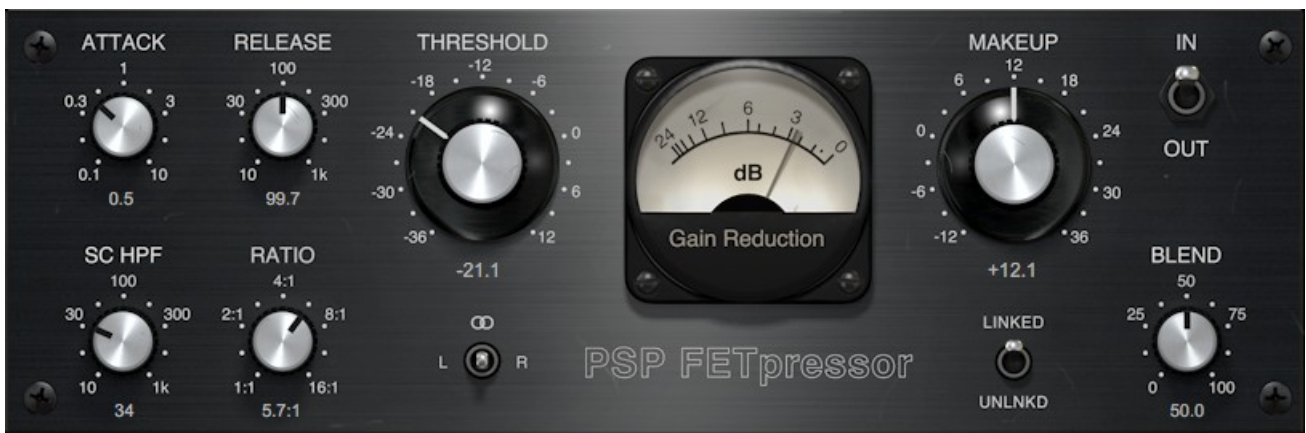 ATTACK
0.1
0.3
1
3
10
0.5
RELEASE
10
30
100
300
1k
99.7
THRESHOLD
-36
-30
-24
-18
-12
-6
0
6
12
-21.1
24 12 6 3 0
dB
Gain Reduction
MAKEUP
-12
-6
0
6
12
18
24
30
36
+12.1
IN
OUT
SC HPF
10
30
100
300
1k
34
RATIO
1:1
2:1
4:1
8:1
16:1
5.7:1
L R
PSP FETpressor
LINKED
UNLNKD
BLEND
0
25
50
75
100
50.0